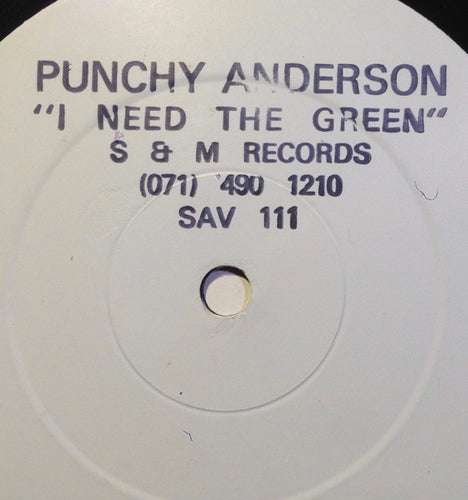 PUNCHY ANDERSON
"I NEED THE GREEN"
S & M RECORDS
(071) 490 1210
SAV 111